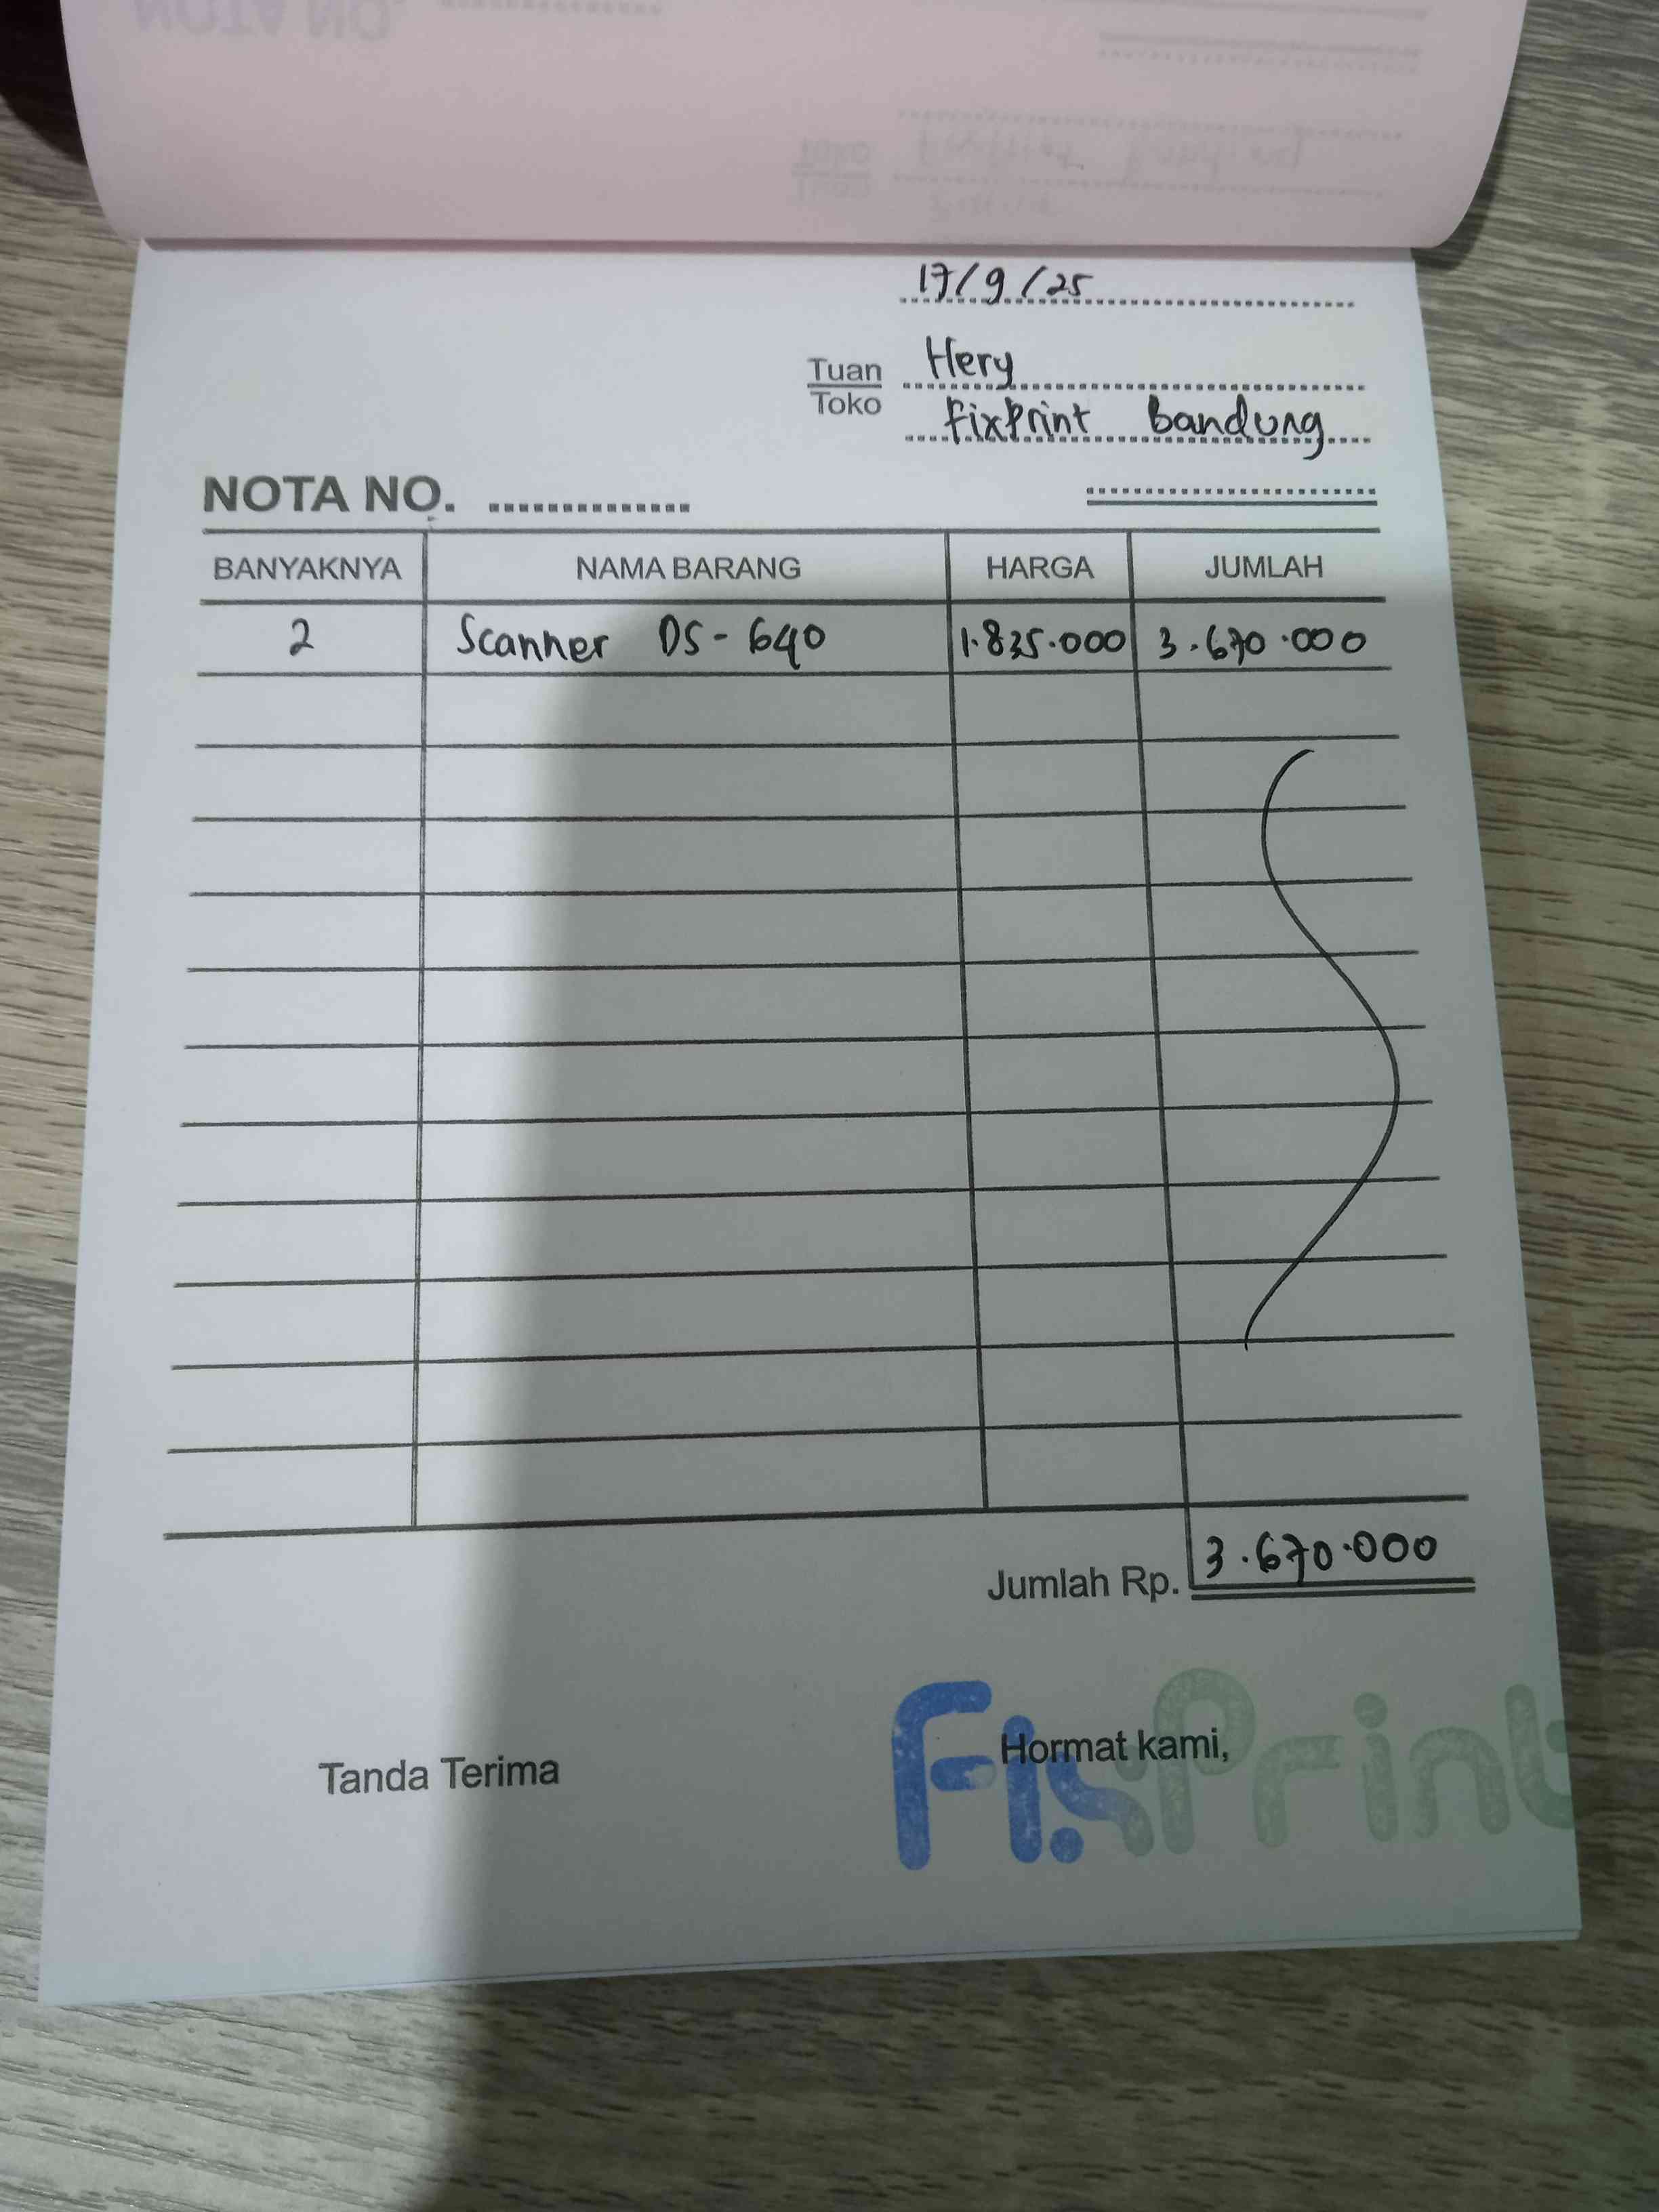 17/9/25
Tuan Hery
Toko FixPrint Bandung
NOTA NO.
BANYAKNYA NAMA BARANG HARGA JUMLAH
2 Scanner DS-640 1.835.000 3.670.000
Jumlah Rp. 3.670.000
Tanda Terima Hormat kami,
FixPrint